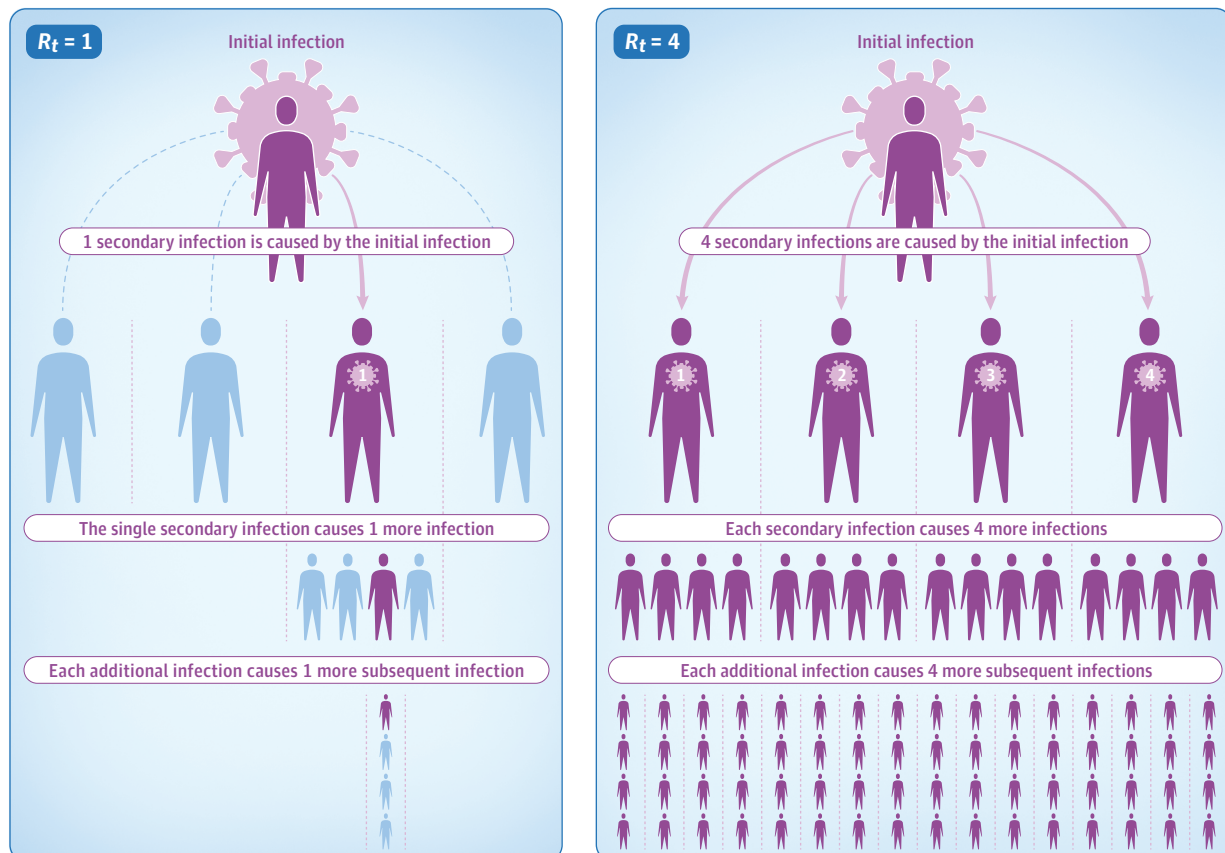 R_t = 1
Initial infection
1 secondary infection is caused by the initial infection
1
The single secondary infection causes 1 more infection
Each additional infection causes 1 more subsequent infection
R_t = 4
Initial infection
4 secondary infections are caused by the initial infection
1
2
3
4
Each secondary infection causes 4 more infections
Each additional infection causes 4 more subsequent infections